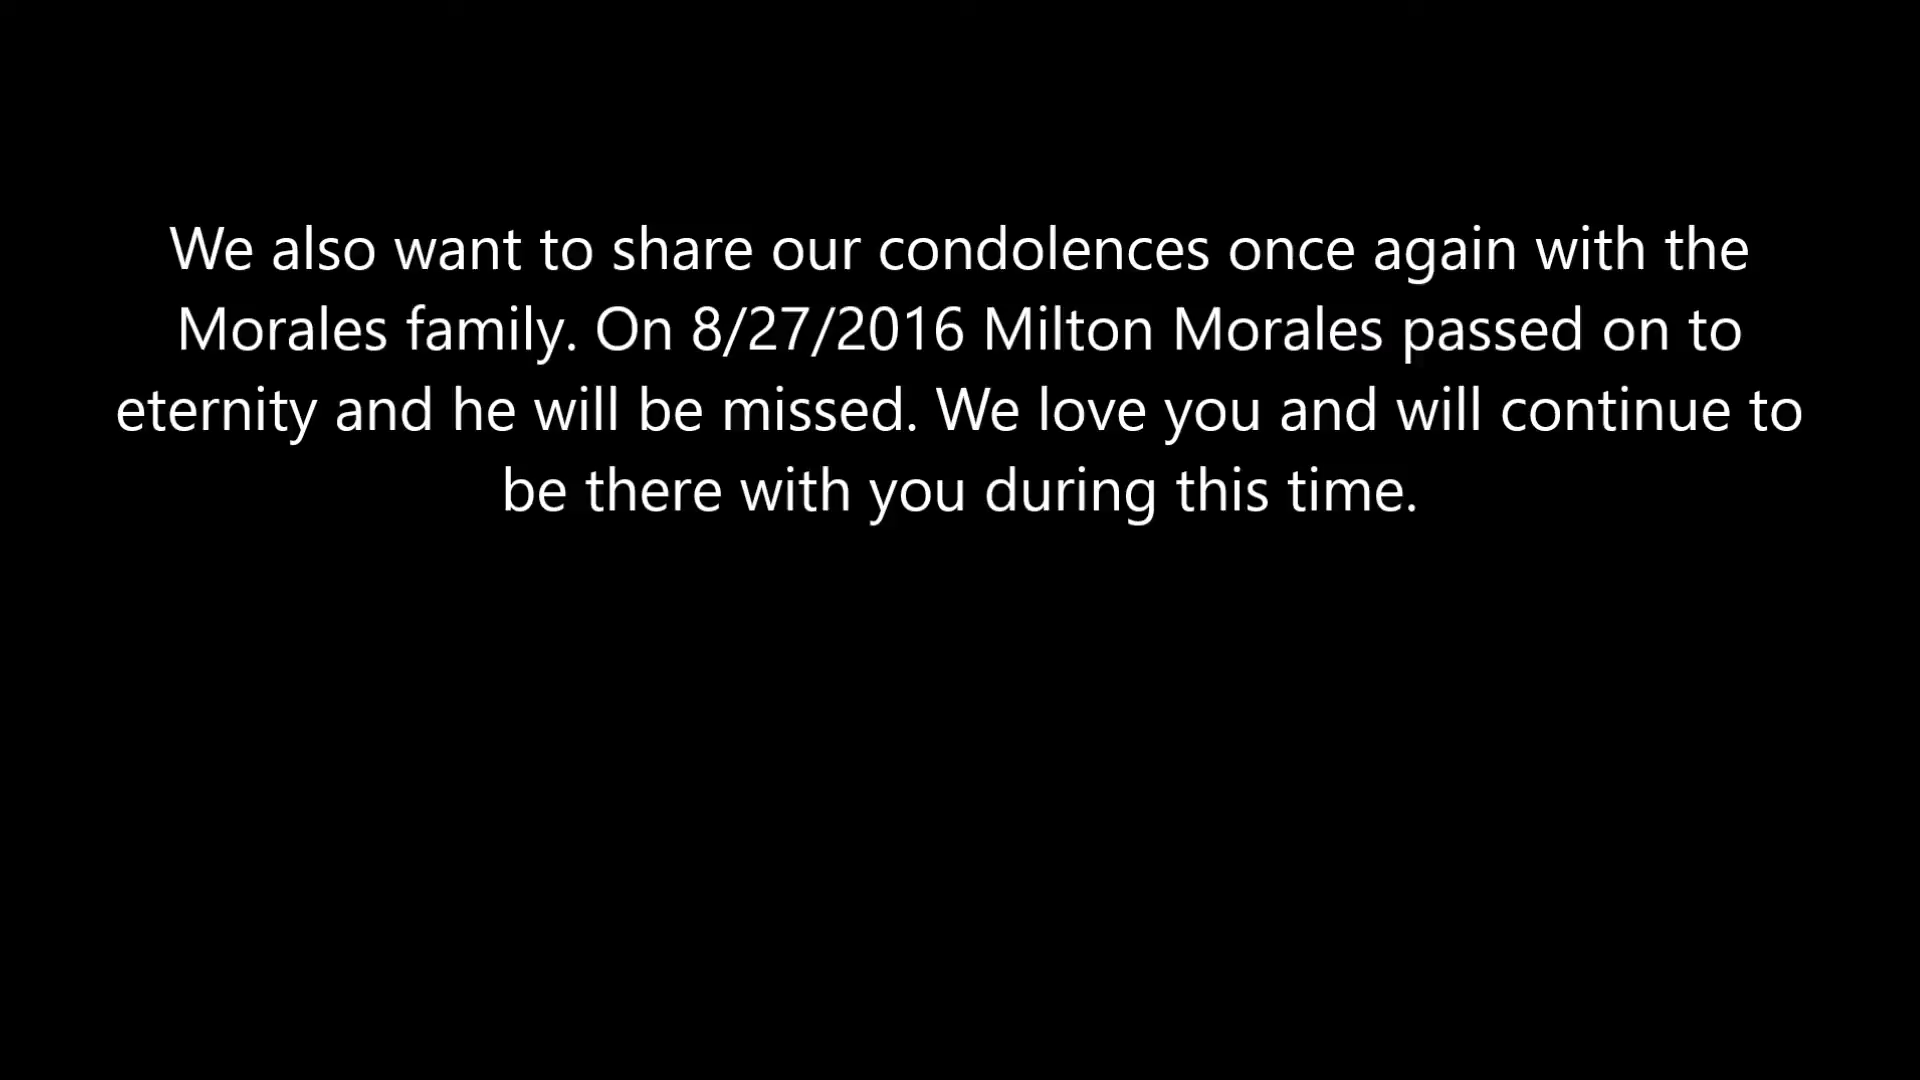 We also want to share our condolences once again with the
Morales family. On 8/27/2016 Milton Morales passed on to
eternity and he will be missed. We love you and will continue to
be there with you during this time.